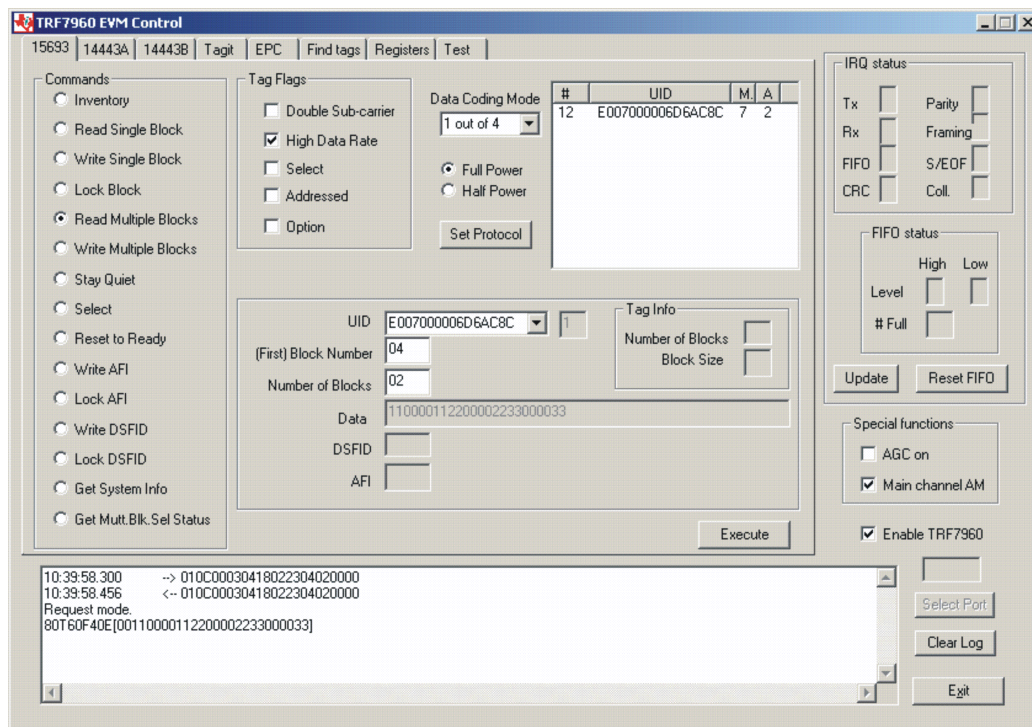 TRF7960 EVM Control
15693 14443A 14443B Tagit EPC Find tags Registers Test
Commands
Inventory
Read Single Block
Write Single Block
Lock Block
Read Multiple Blocks
Write Multiple Blocks
Stay Quiet
Select
Reset to Ready
Write AFI
Lock AFI
Write DSFID
Lock DSFID
Get System Info
Get Mutt.Blk.Sel Status
Tag Flags
Double Sub-carrier
High Data Rate
Select
Addressed
Option
Data Coding Mode
1 out of 4
Full Power
Half Power
Set Protocol
# UID M. A
12 E007000006D6AC8C 7 2
UID E007000006D6AC8C 1
(First) Block Number 04
Number of Blocks 02
Data 110000112200002233000033
DSFID
AFI
Tag Info
Number of Blocks
Block Size
Execute
IRQ status
Tx Parity
Rx Framing
FIFO S/EOF
CRC Coll.
FIFO status
High Low
Level
# Full
Update Reset FIFO
Special functions
AGC on
Main channel AM
Enable TRF7960
Select Port
Clear Log
Exit
10:39:58.300 --> 010C00030418022304020000
10:39:58.456 <-- 010C00030418022304020000
Request mode.
80T60F40E[00110000112200002233000033]